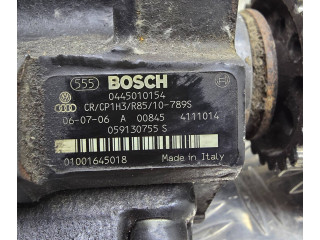 555 BOSCH
0445010154
CR/CP1H3/R85/10-789S
06-07-06 A 00845 4111014
059130755 S
01001645018 Made in Italy